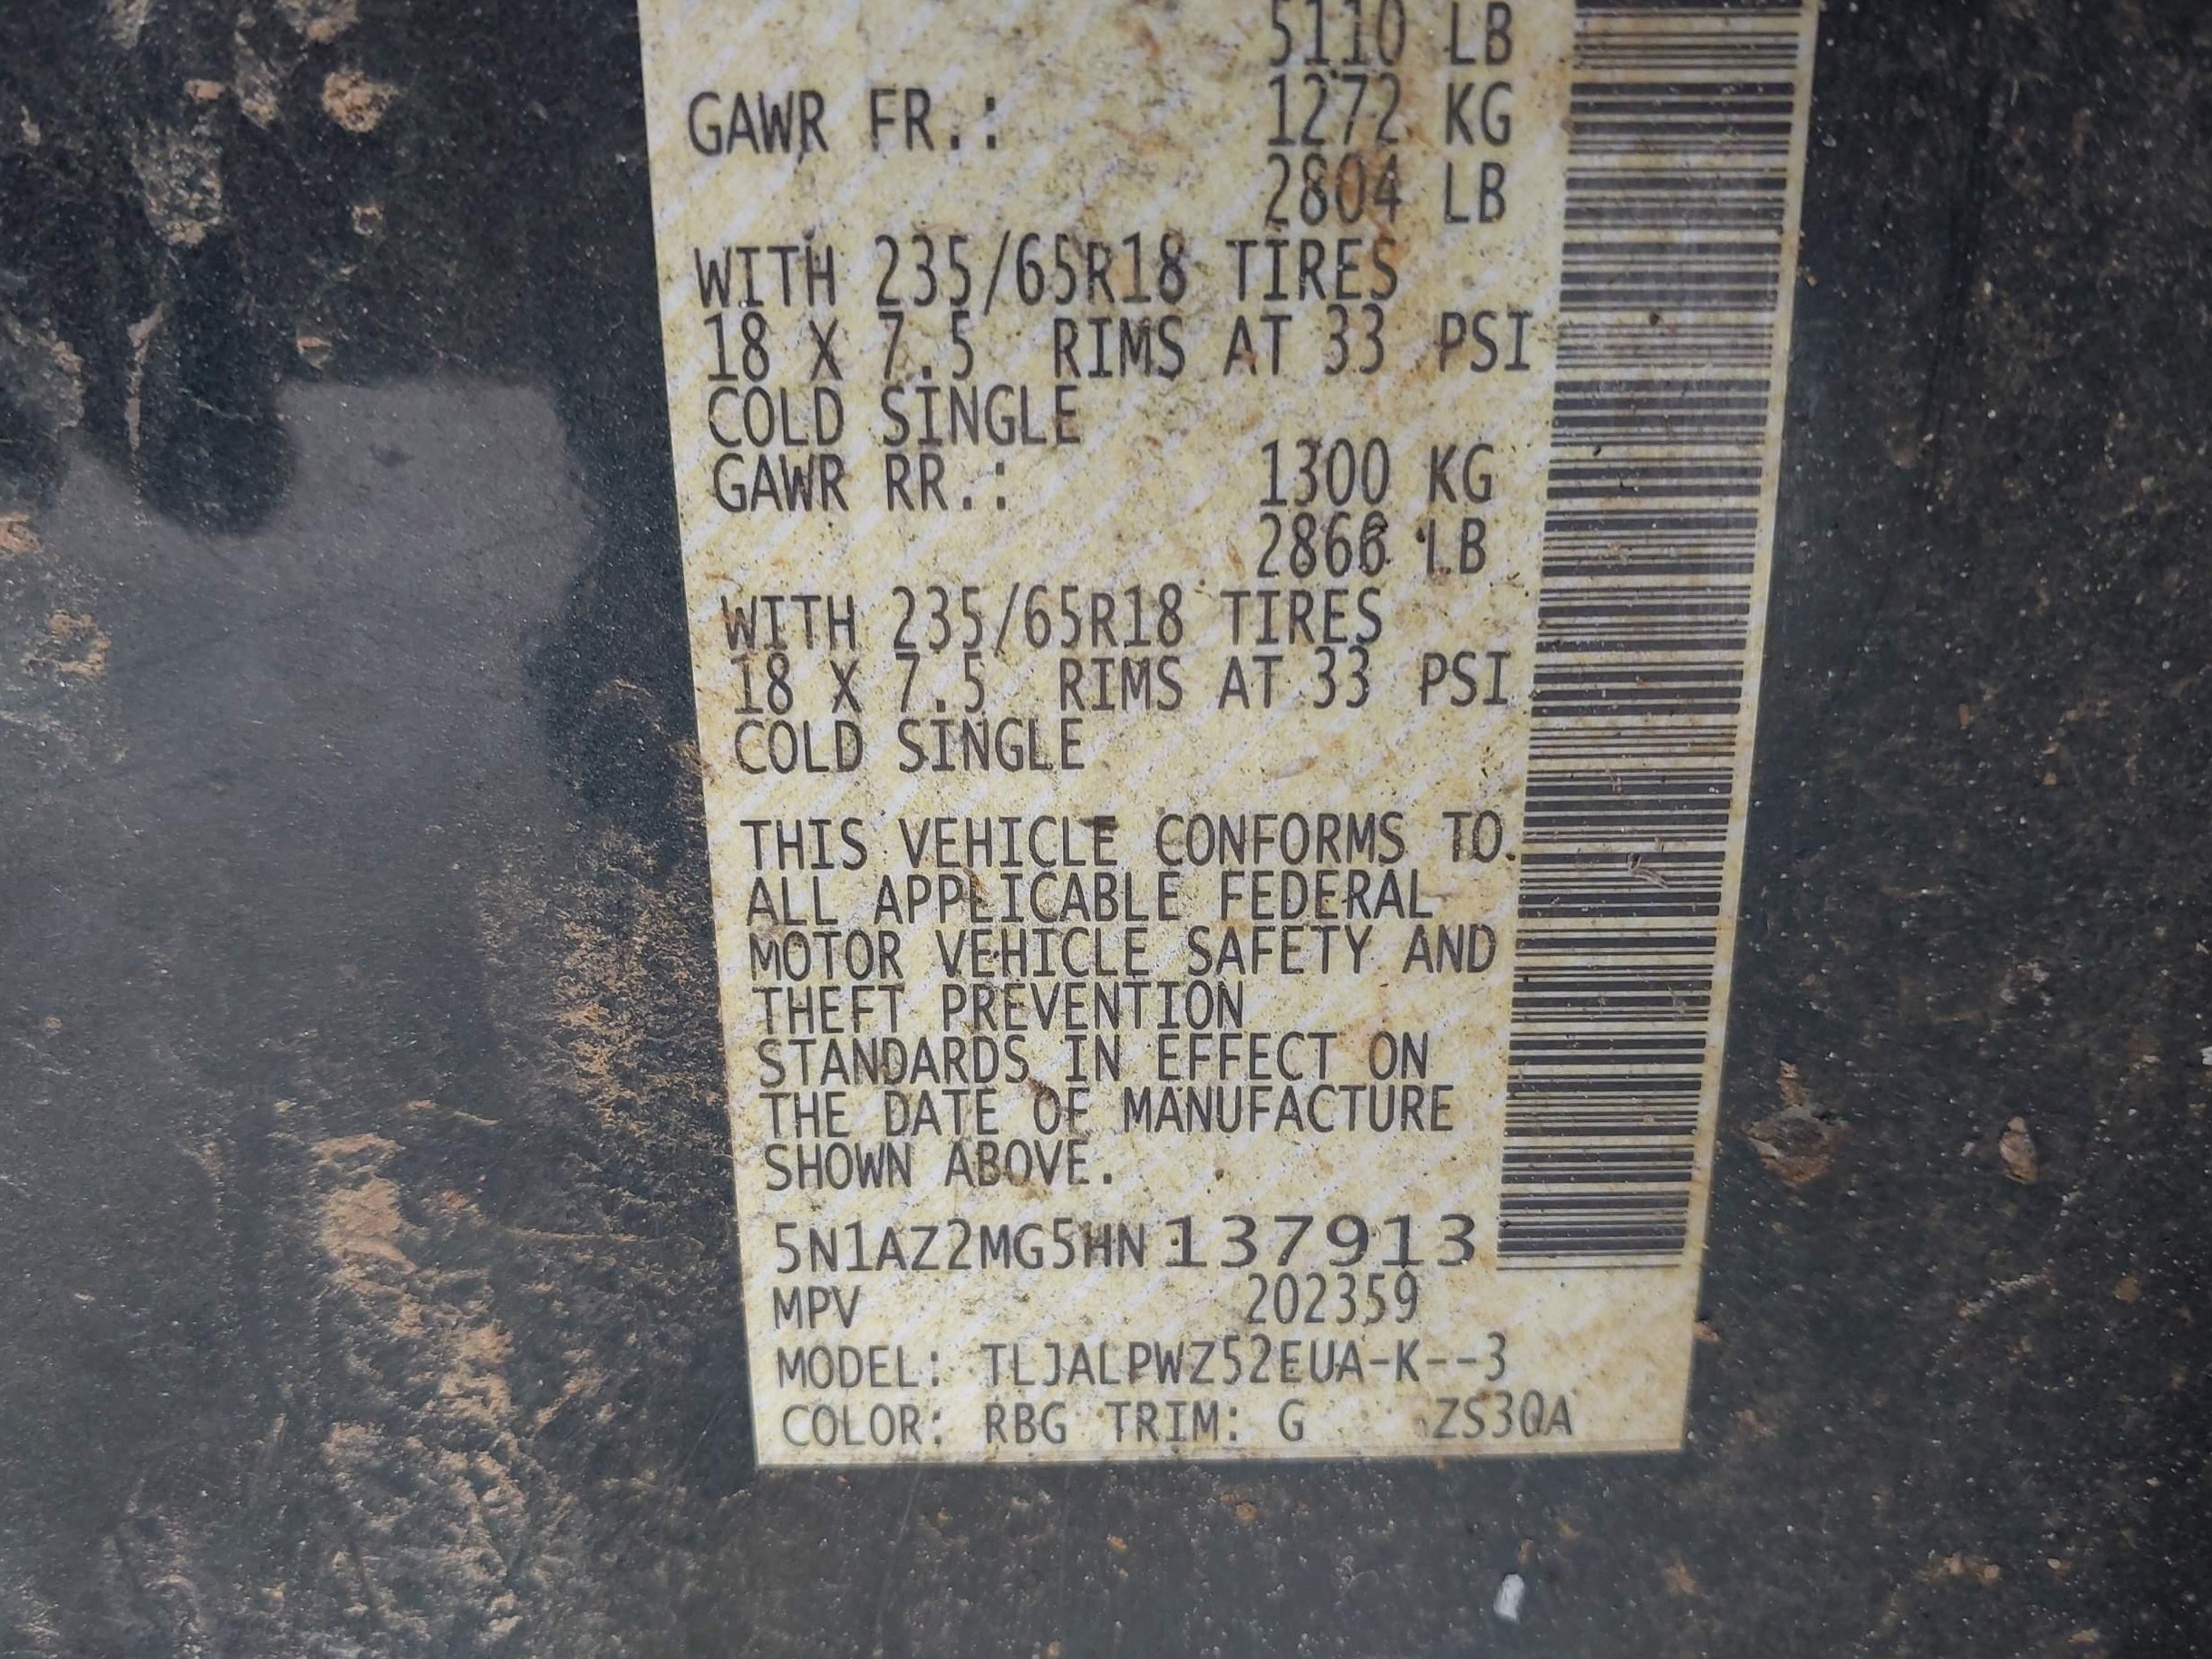 5110 LB
GAWR FR.: 1272 KG
2804 LB
WITH 235/65R18 TIRES
18 X 7.5 RIMS AT 33 PSI
COLD SINGLE
GAWR RR.: 1300 KG
2866 LB
WITH 235/65R18 TIRES
18 X 7.5 RIMS AT 33 PSI
COLD SINGLE
THIS VEHICLE CONFORMS TO
ALL APPLICABLE FEDERAL
MOTOR VEHICLE SAFETY AND
THEFT PREVENTION
STANDARDS IN EFFECT ON
THE DATE OF MANUFACTURE
SHOWN ABOVE.
5N1AZ2MG5HN137913
MPV 202359
MODEL: TLJALPWZ52EUA-K--3
COLOR: RBG TRIM: G ZS3QA